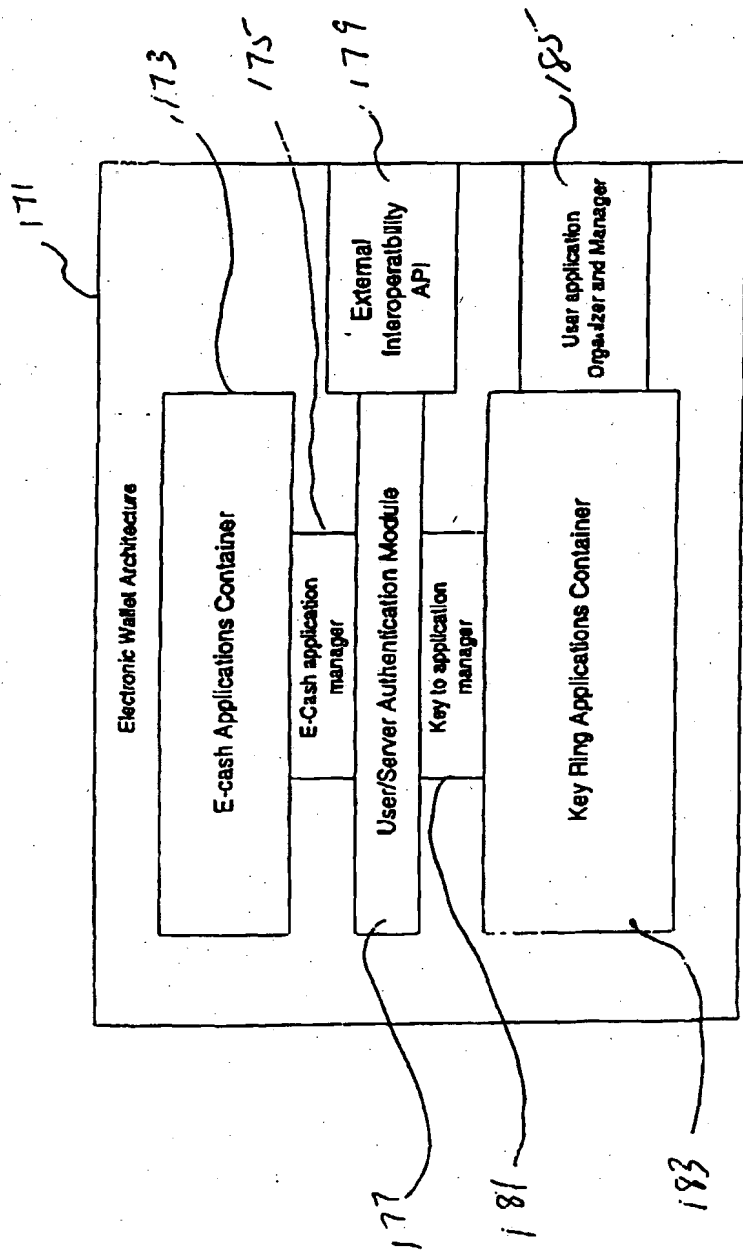 171
Electronic Wallet Architecture
173
E-cash Applications Container
175
E-Cash application
manager
179
External
Interoperatbility
API
User/Server Authentication Module
177
Key to application
manager
181
185
User application
Organizer and Manager
Key Ring Applications Container
183